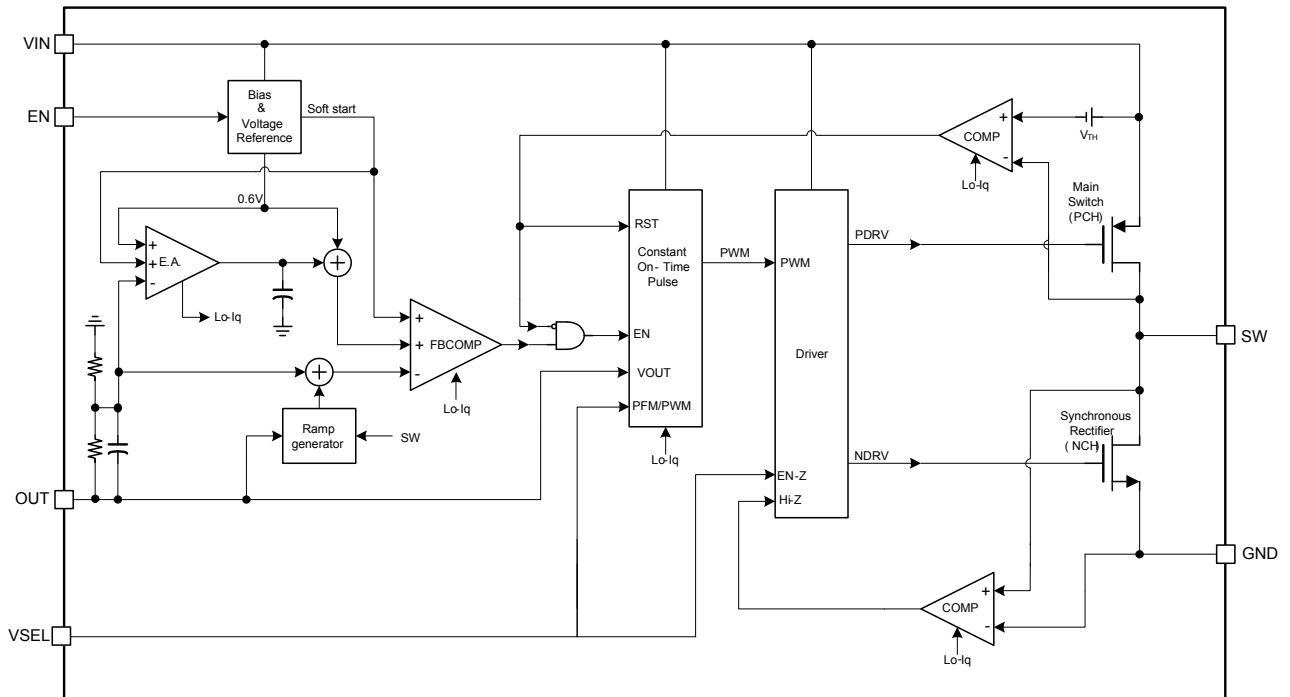 VIN
EN
Bias
&
Voltage
Reference
Soft start
+
COMP
-
VTH
Lo-Iq
Main
Switch
(PCH)
0.6V
+
+ E.A.
-
Lo-Iq
+
RST
Constant
On- Time
Pulse
PWM
PWM
PDRV
+
+ FBCOMP
-
Lo-Iq
EN
VOUT
PFM/PWM
Lo-Iq
Driver
SW
+
Ramp
generator
SW
Synchronous
Rectifier
( NCH)
NDRV
EN-Z
Hi-Z
OUT
GND
+
COMP
-
Lo-Iq
VSEL